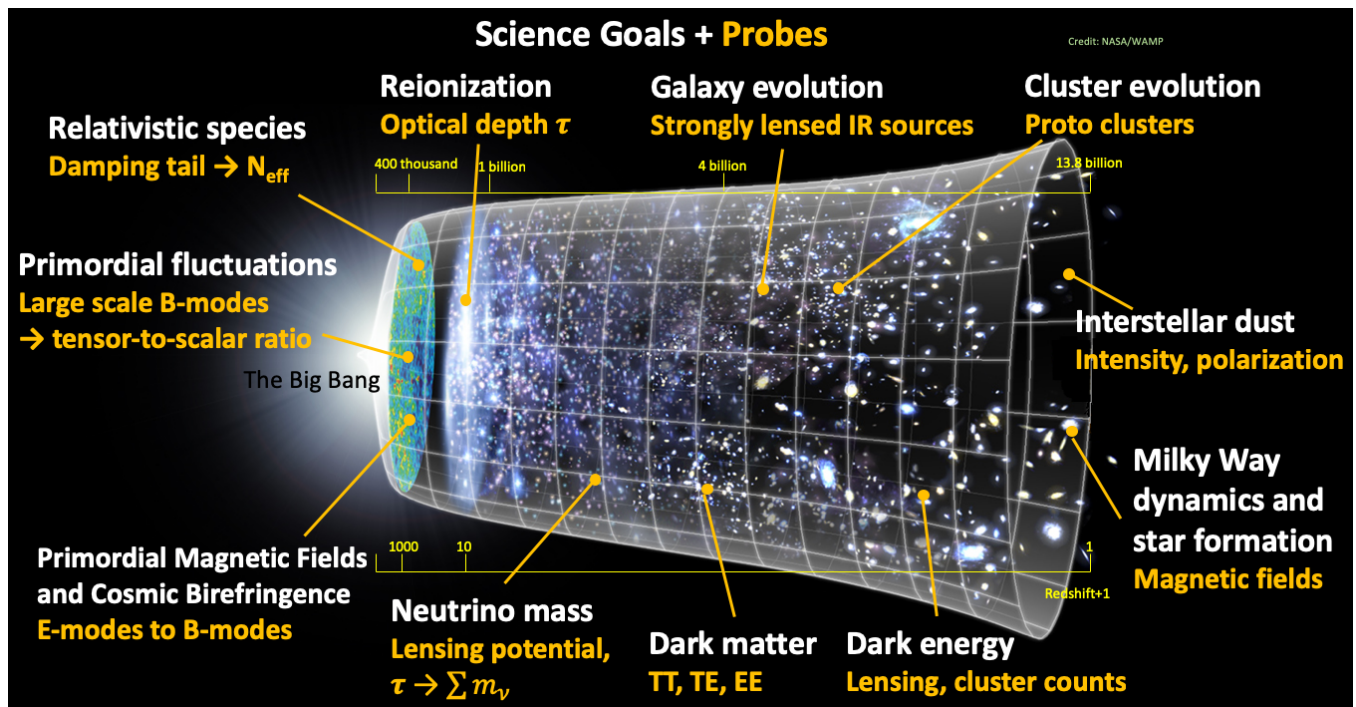 Science Goals + Probes
Credit: NASA/WAMP
Reionization
Optical depth τ
Galaxy evolution
Strongly lensed IR sources
Cluster evolution
Proto clusters
Relativistic species
Damping tail → Neff
400 thousand
1 billion
4 billion
13.8 billion
Primordial fluctuations
Large scale B-modes
→ tensor-to-scalar ratio
The Big Bang
Interstellar dust
Intensity, polarization
Milky Way
dynamics and
star formation
Magnetic fields
Primordial Magnetic Fields
and Cosmic Birefringence
E-modes to B-modes
1000
10
1
Redshift+1
Neutrino mass
Lensing potential,
τ → ∑ mν
Dark matter
TT, TE, EE
Dark energy
Lensing, cluster counts